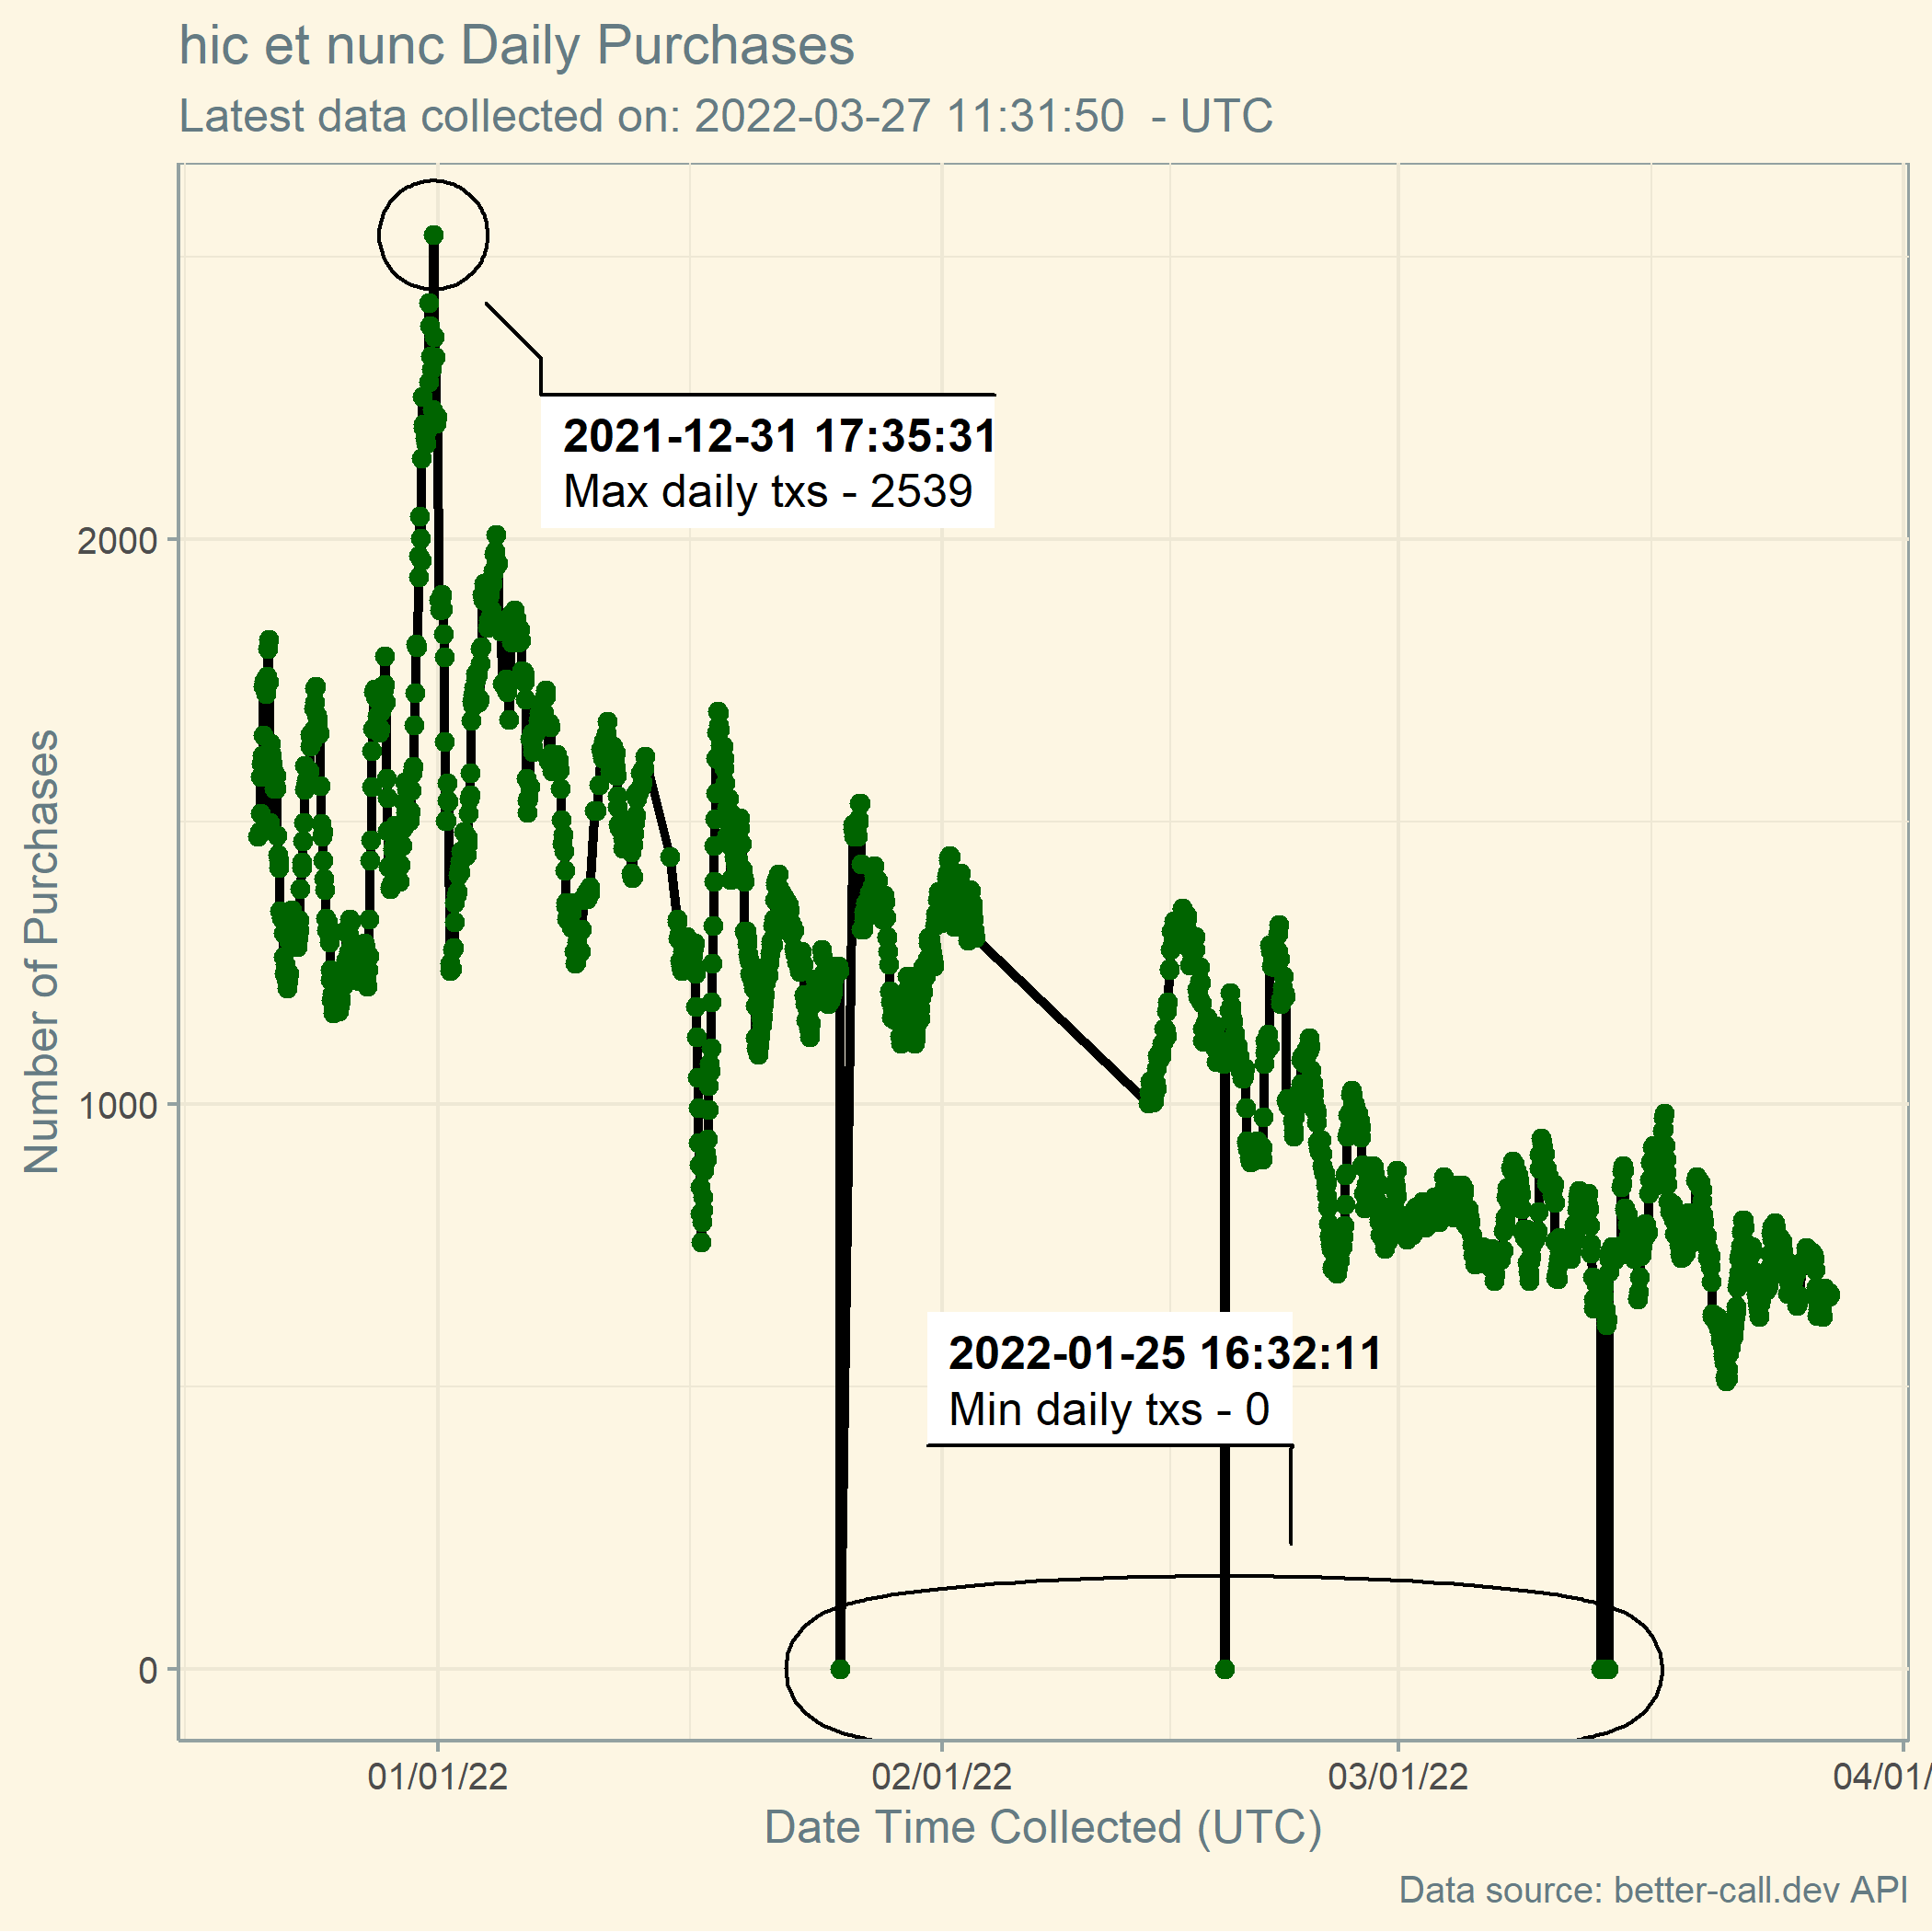 hic et nunc Daily Purchases
Latest data collected on: 2022-03-27 11:31:50  - UTC
2021-12-31 17:35:31
Max daily txs - 2539
2000
Number of Purchases
1000
2022-01-25 16:32:11
Min daily txs - 0
0
01/01/22 02/01/22 03/01/22 04/01/
Date Time Collected (UTC)
Data source: better-call.dev API